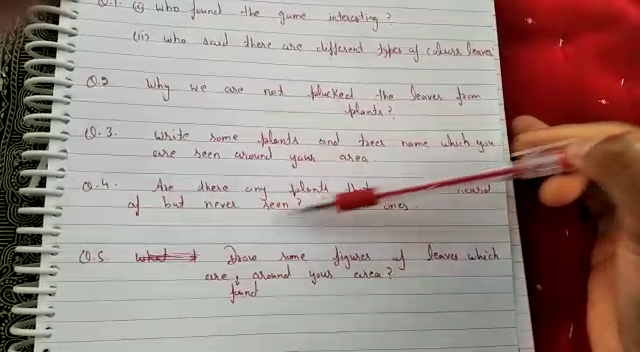 Q.1. (i) who found the game interesting?
(ii) who said there are different types of colurs leaves
Q.2 Why we are not plucked the leaves from
plants?
Q.3. Write some plants and trees name which you
are seen around your area.
Q.4. Are there any plants heard
of but never seen? ones.
Q.5 Draw some figures of leaves which
are found around your area?